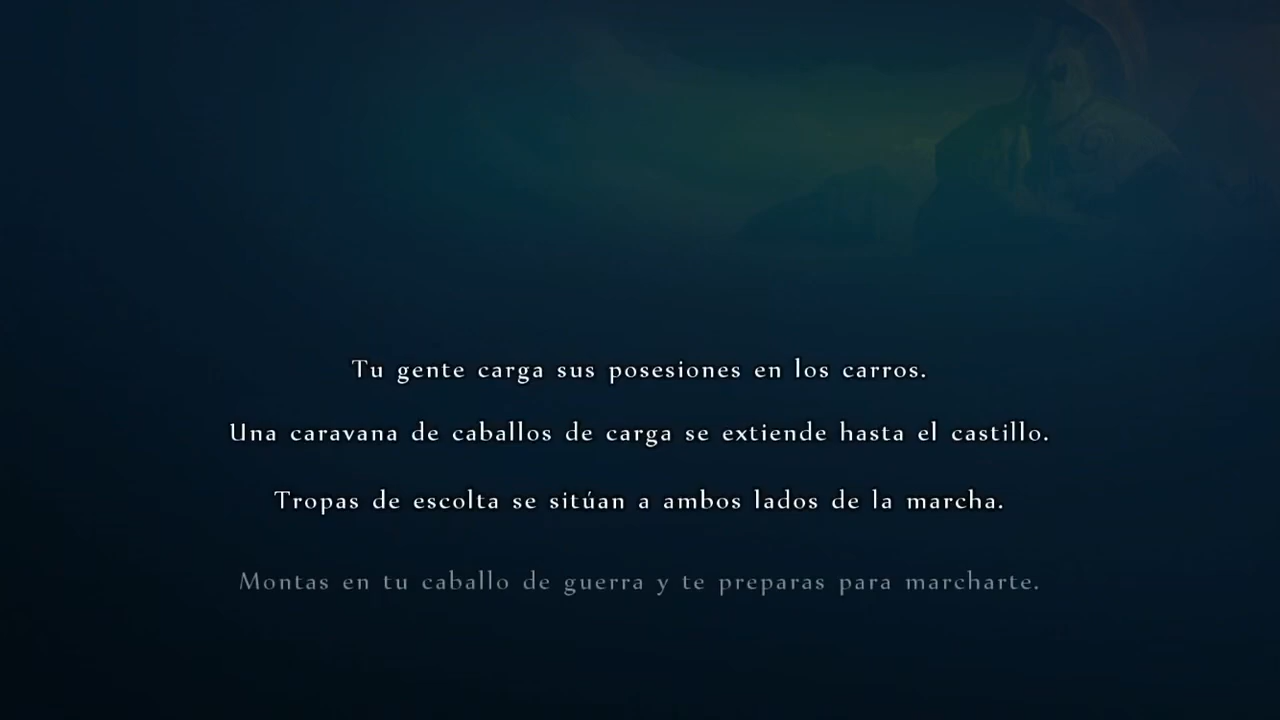 Tu gente carga sus posesiones en los carros.
Una caravana de caballos de carga se extiende hasta el castillo.
Tropas de escolta se sitúan a ambos lados de la marcha.
Montas en tu caballo de guerra y te preparas para marcharte.